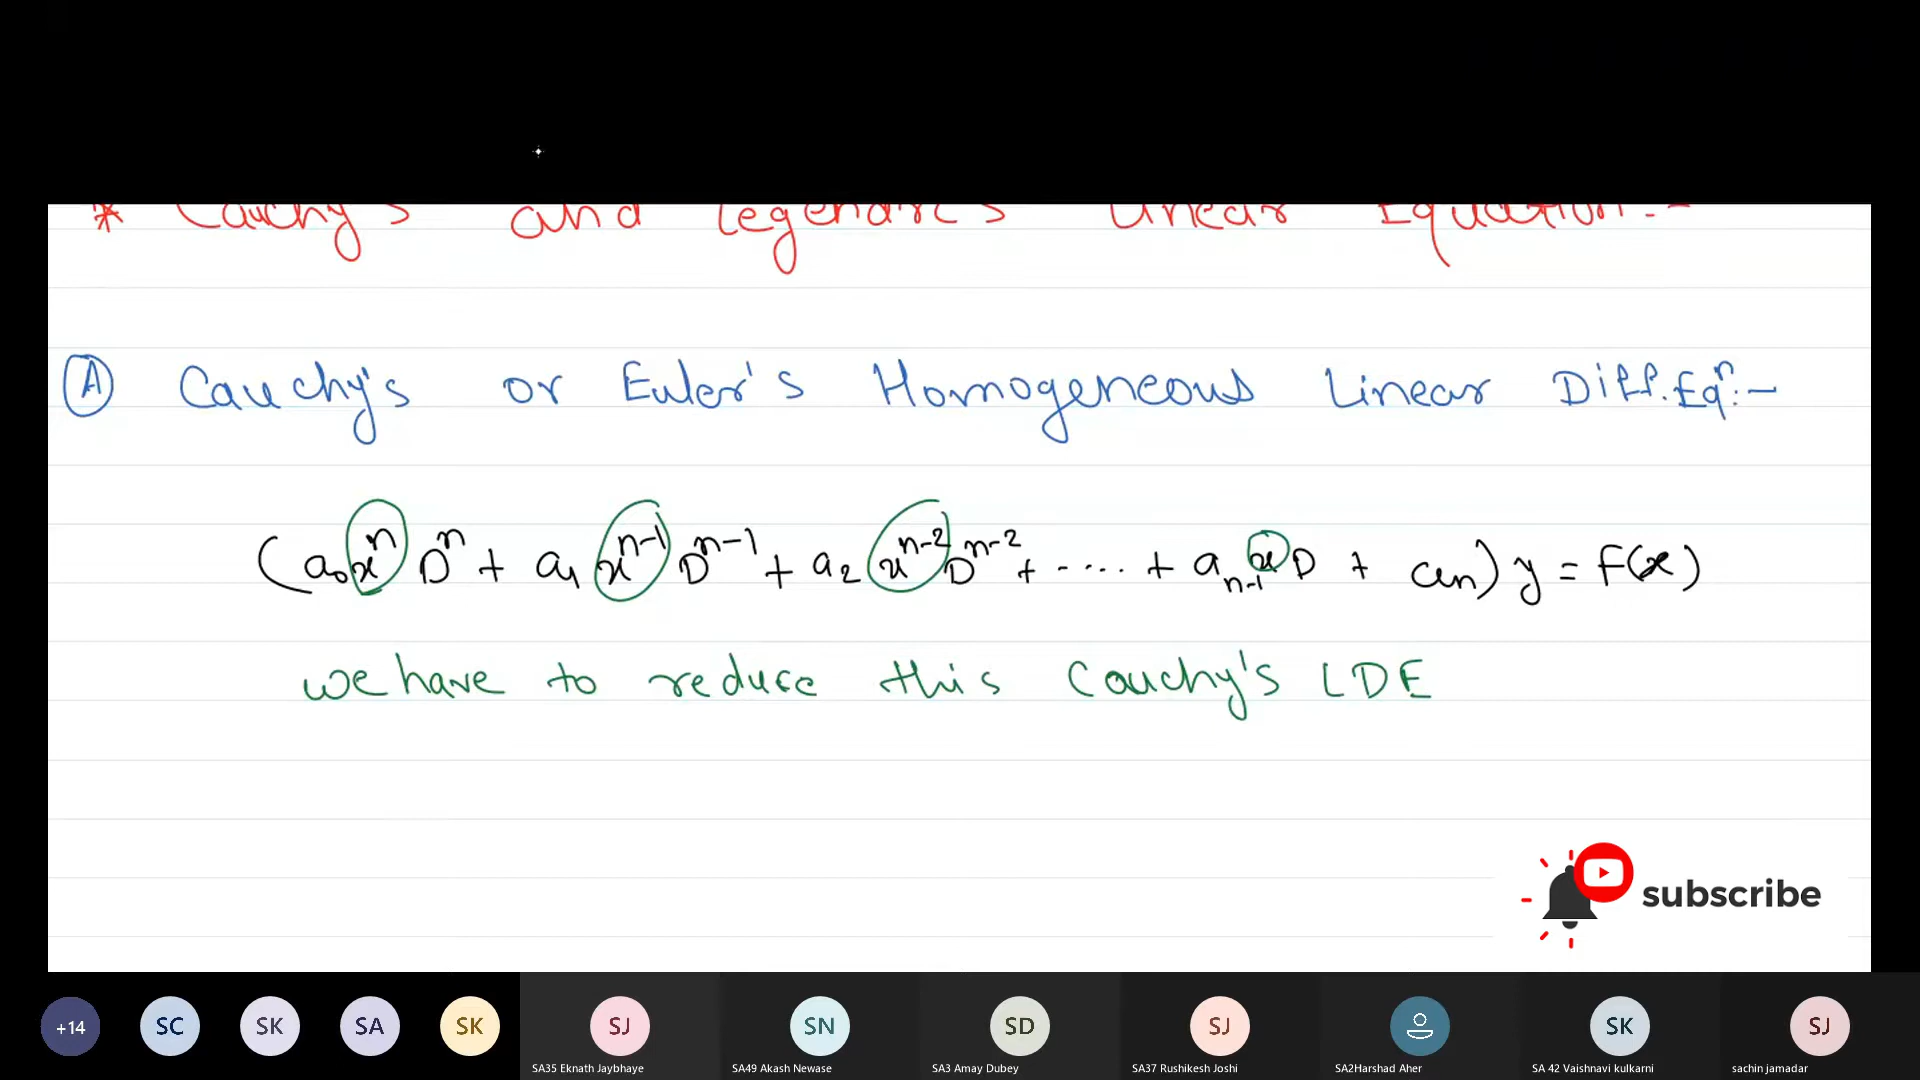 * Cauchy's and Legendre's Linear Equation:-
(A) Cauchy's or Euler's Homogeneous Linear Diff. Eqⁿ:-
(a₀xⁿDⁿ + a₁xⁿ⁻¹Dⁿ⁻¹ + a₂xⁿ⁻²Dⁿ⁻² + ..... + aₙ₋₁xD + aₙ)y = F(x)
we have to reduce this Cauchy's LDE
subscribe
+14 SC SK SA SK SJ SN SD SJ SK SJ
SA35 Eknath Jaybhaye SA49 Akash Newase SA3 Amay Dubey SA37 Rushikesh Joshi SA2Harshad Aher SA 42 Vaishnavi kulkarni sachin jamadar